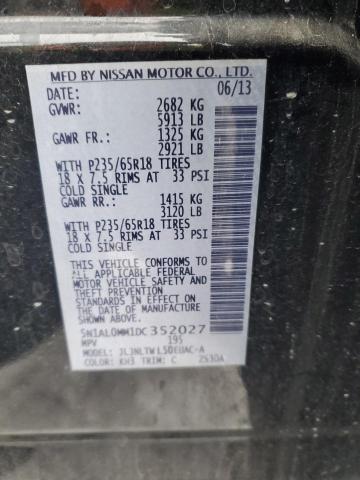 MFD BY NISSAN MOTOR CO., LTD.
DATE: 06/13
GVWR: 2682 KG
5913 LB
GAWR FR.: 1325 KG
2921 LB
WITH P235/65R18 TIRES
18 X 7.5 RIMS AT 33 PSI
COLD SINGLE
GAWR RR.: 1415 KG
3120 LB
WITH P235/65R18 TIRES
18 X 7.5 RIMS AT 33 PSI
COLD SINGLE
THIS VEHICLE CONFORMS TO
ALL APPLICABLE FEDERAL
MOTOR VEHICLE SAFETY AND
THEFT PREVENTION
STANDARDS IN EFFECT ON
THE DATE OF MANUFACTURE
SHOWN ABOVE.
5N1AL0MM1DC352027
MPV 195
MODEL: JLJNLTWL50EUAC-A
COLOR: KH3 TRIM: C ZS30A